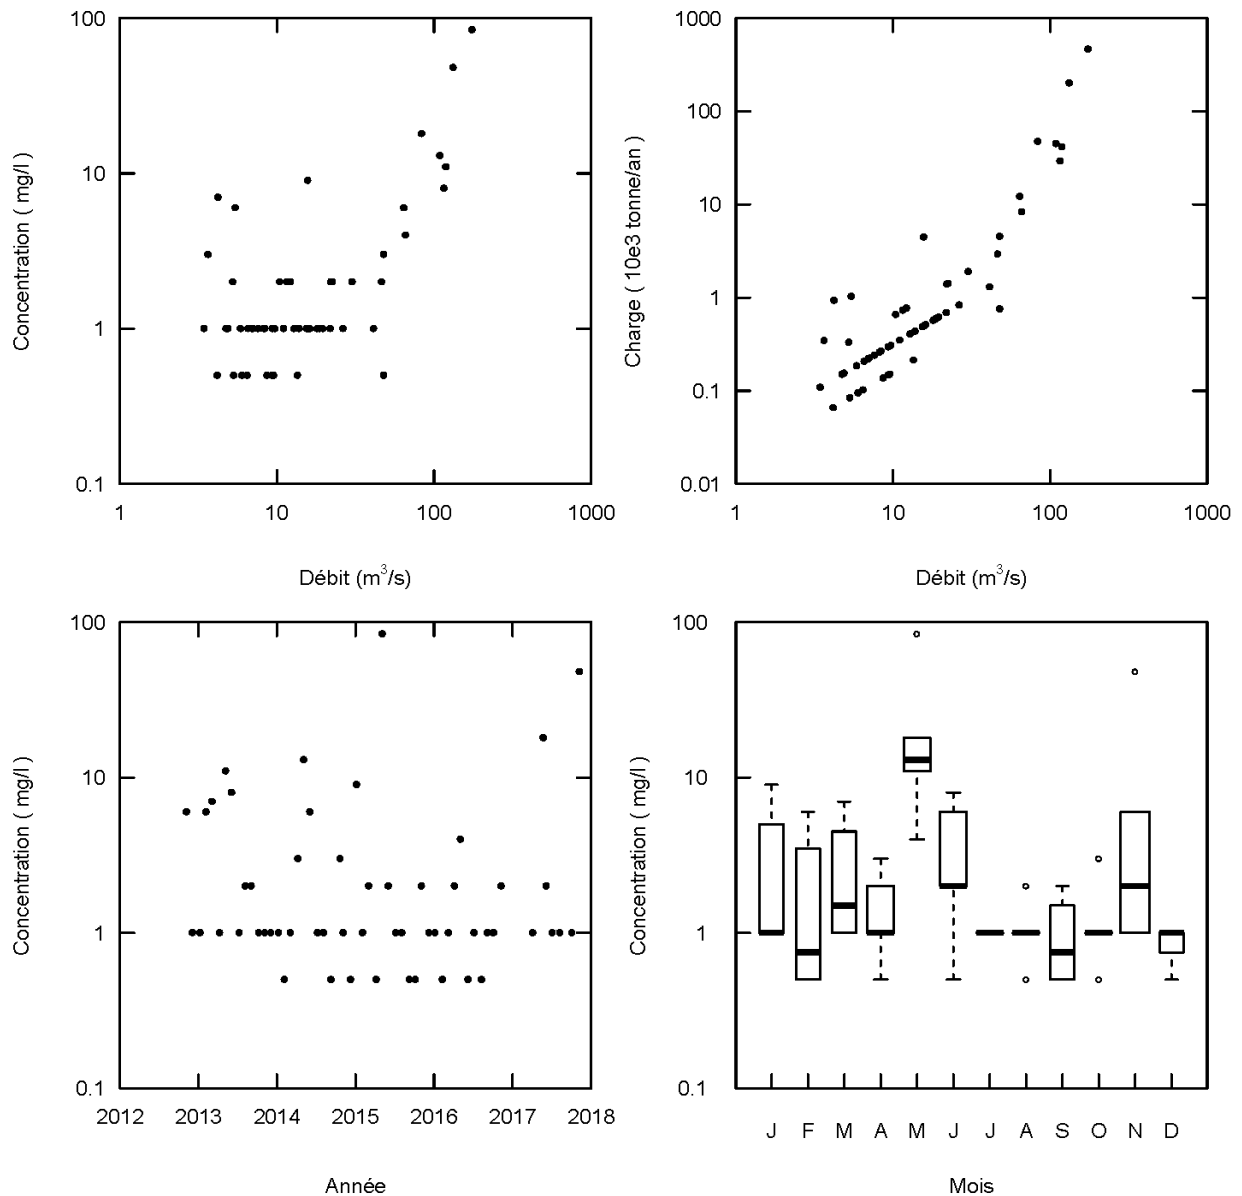 100
10
1
0.1
Concentration ( mg/l )
1 10 100 1000
Débit (m³/s)
1000
100
10
1
0.1
0.01
Charge ( 10e3 tonne/an )
1 10 100 1000
Débit (m³/s)
100
10
1
0.1
Concentration ( mg/l )
2012 2013 2014 2015 2016 2017 2018
Année
100
10
1
0.1
Concentration ( mg/l )
J F M A M J J A S O N D
Mois